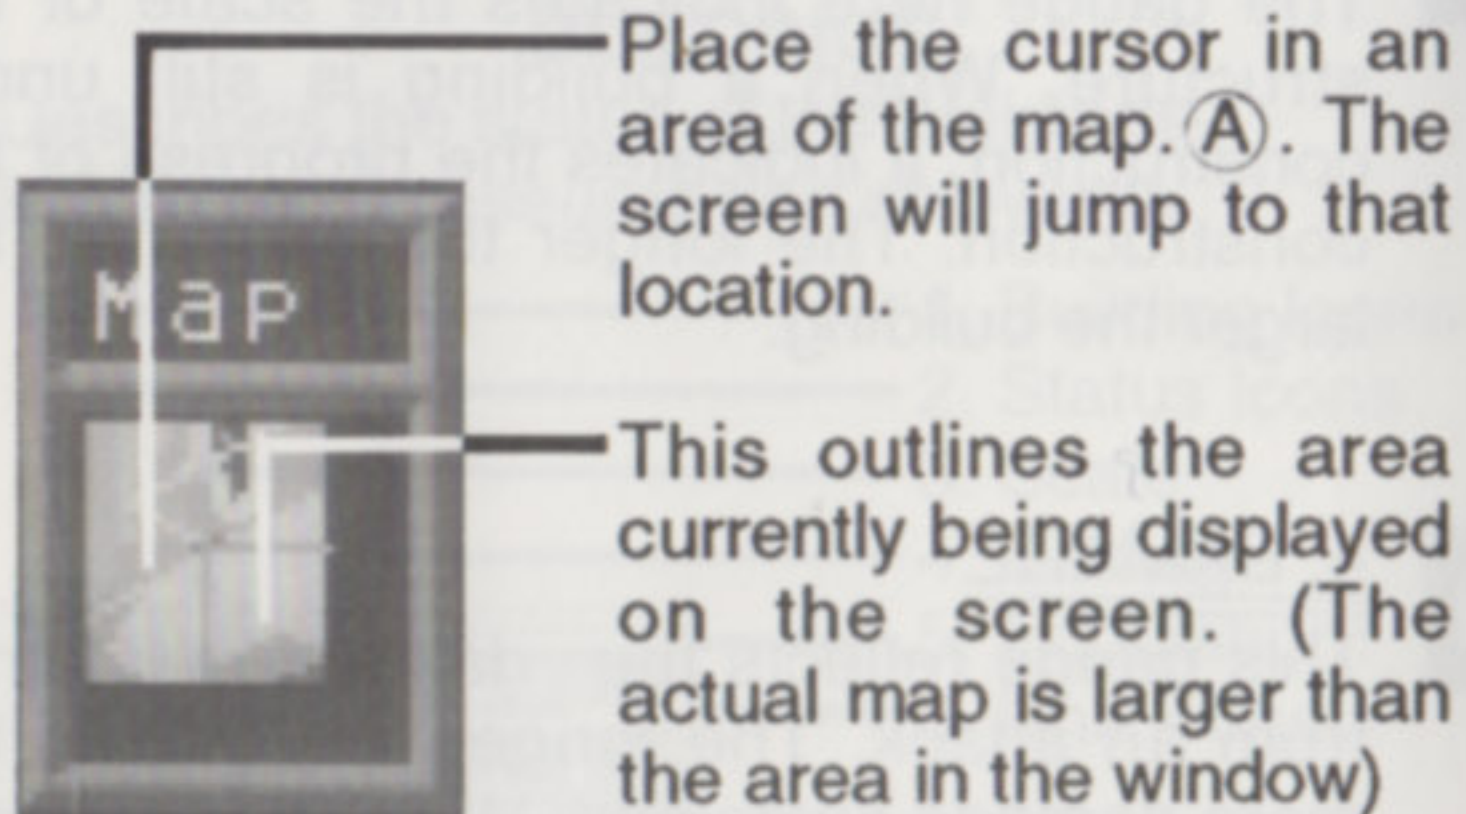 Place the cursor in an
area of the map. Ⓐ. The
screen will jump to that
location.
Map
This outlines the area
currently being displayed
on the screen. (The
actual map is larger than
the area in the window)